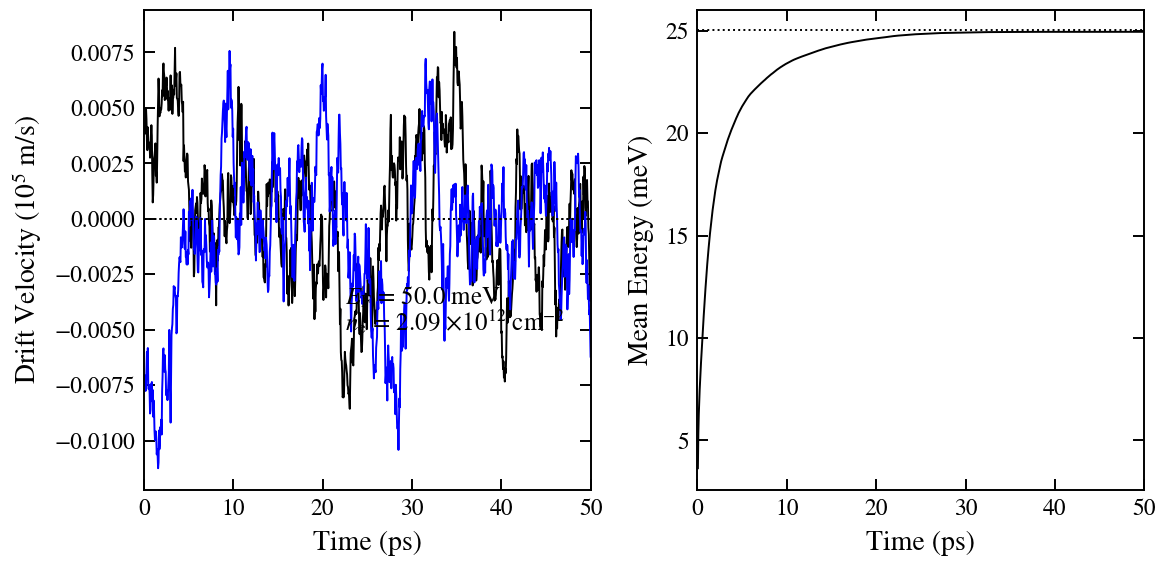 Drift Velocity (10⁵ m/s)
0.0075
0.0050
0.0025
0.0000
−0.0025
−0.0050
−0.0075
−0.0100
= 50.0 meV
= 2.09 ×10¹² cm⁻
0 10 20 30 40 50
Time (ps)
Mean Energy (meV)
25
20
15
10
5
0 10 20 30 40 50
Time (ps)